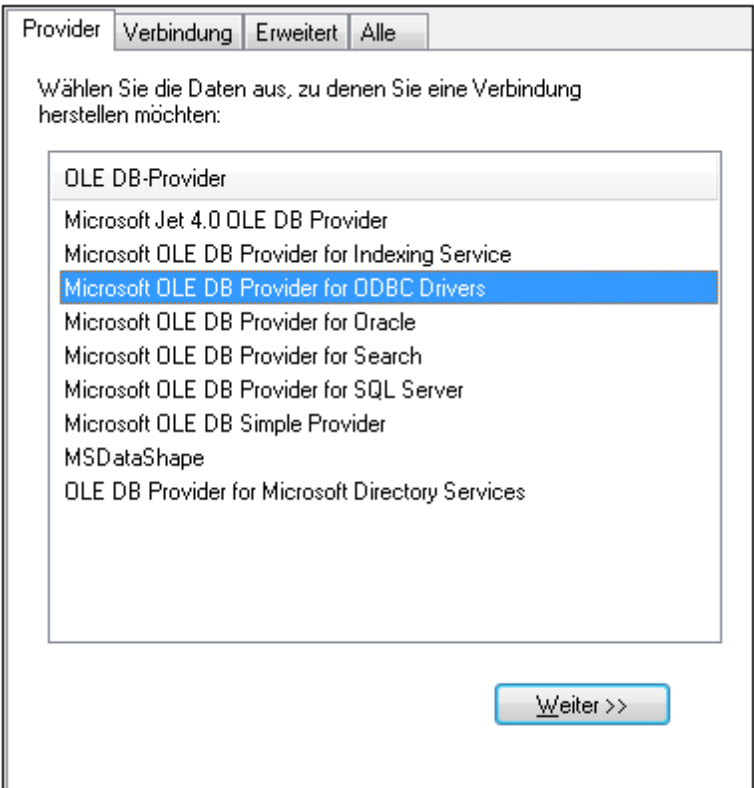 Provider Verbindung Erweitert Alle
Wählen Sie die Daten aus, zu denen Sie eine Verbindung
herstellen möchten:
OLE DB-Provider
Microsoft Jet 4.0 OLE DB Provider
Microsoft OLE DB Provider for Indexing Service
Microsoft OLE DB Provider for ODBC Drivers
Microsoft OLE DB Provider for Oracle
Microsoft OLE DB Provider for Search
Microsoft OLE DB Provider for SQL Server
Microsoft OLE DB Simple Provider
MSDataShape
OLE DB Provider for Microsoft Directory Services
Weiter >>